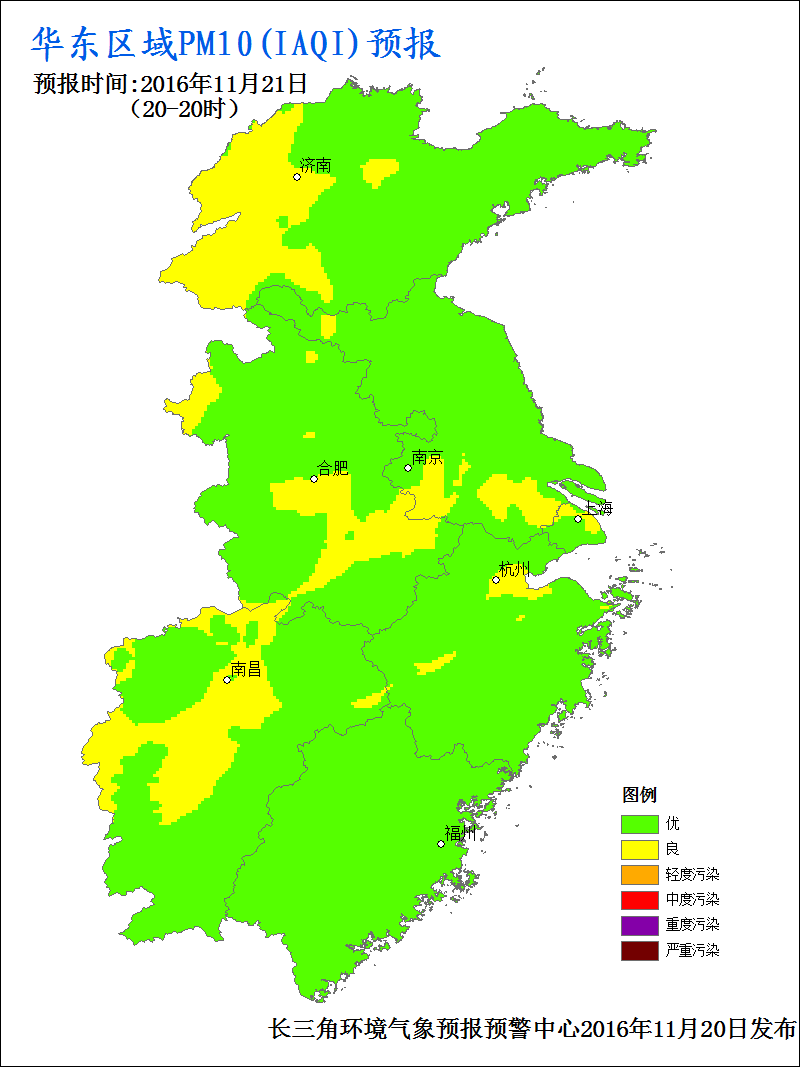 华东区域PM10(IAQI)预报
预报时间:2016年11月21日
(20-20时)
济南
合肥
南京
上海
杭州
南昌
福州
图例
优
良
轻度污染
中度污染
重度污染
严重污染
长三角环境气象预报预警中心2016年11月20日发布